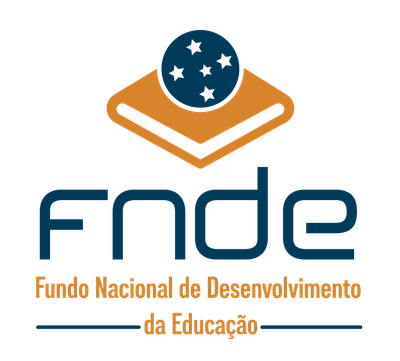 FNDE
Fundo Nacional de Desenvolvimento
da Educação